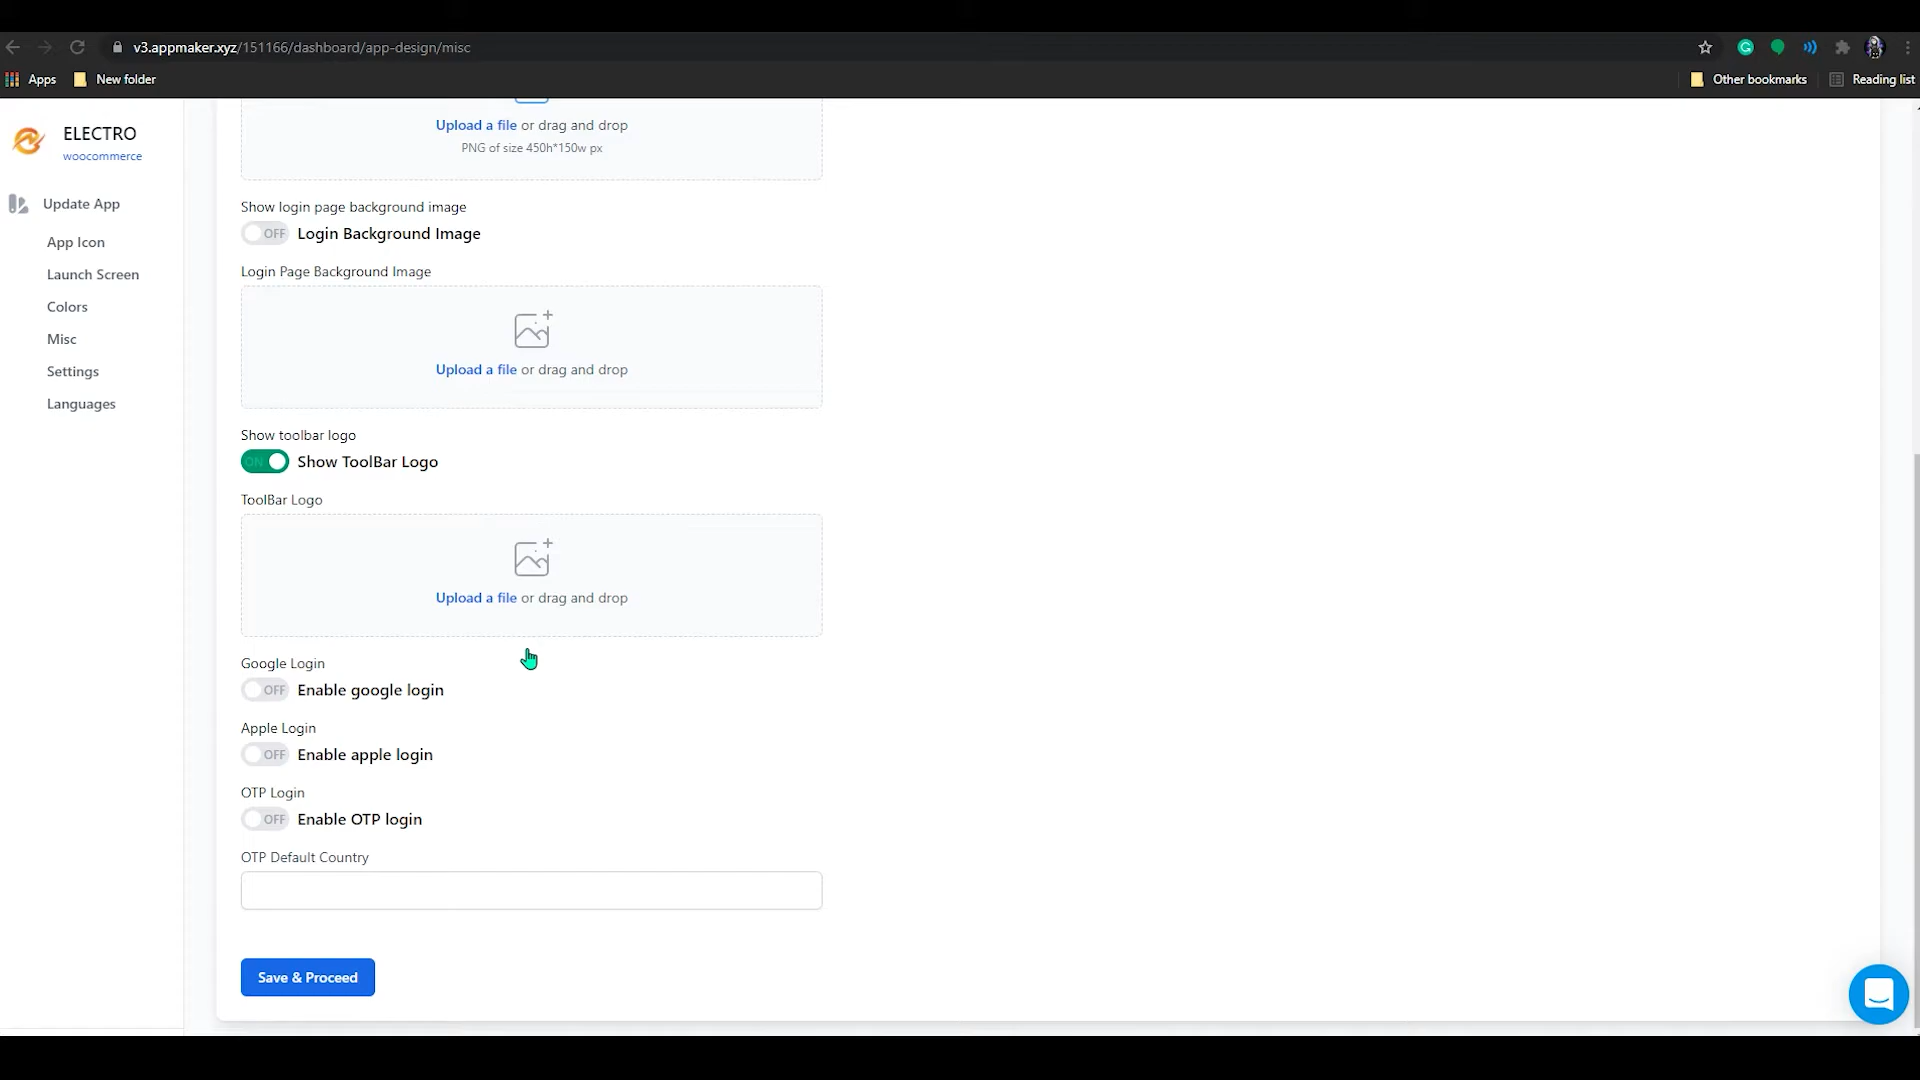 v3.appmaker.xyz/151166/dashboard/app-design/misc
Apps
New folder
Other bookmarks
Reading list
ELECTRO
woocommerce
Update App
App Icon
Launch Screen
Colors
Misc
Settings
Languages
Upload a file or drag and drop
PNG of size 450h*150w px
Show login page background image
OFF Login Background Image
Login Page Background Image
Upload a file or drag and drop
Show toolbar logo
ON Show ToolBar Logo
ToolBar Logo
Upload a file or drag and drop
Google Login
OFF Enable google login
Apple Login
OFF Enable apple login
OTP Login
OFF Enable OTP login
OTP Default Country
Save & Proceed